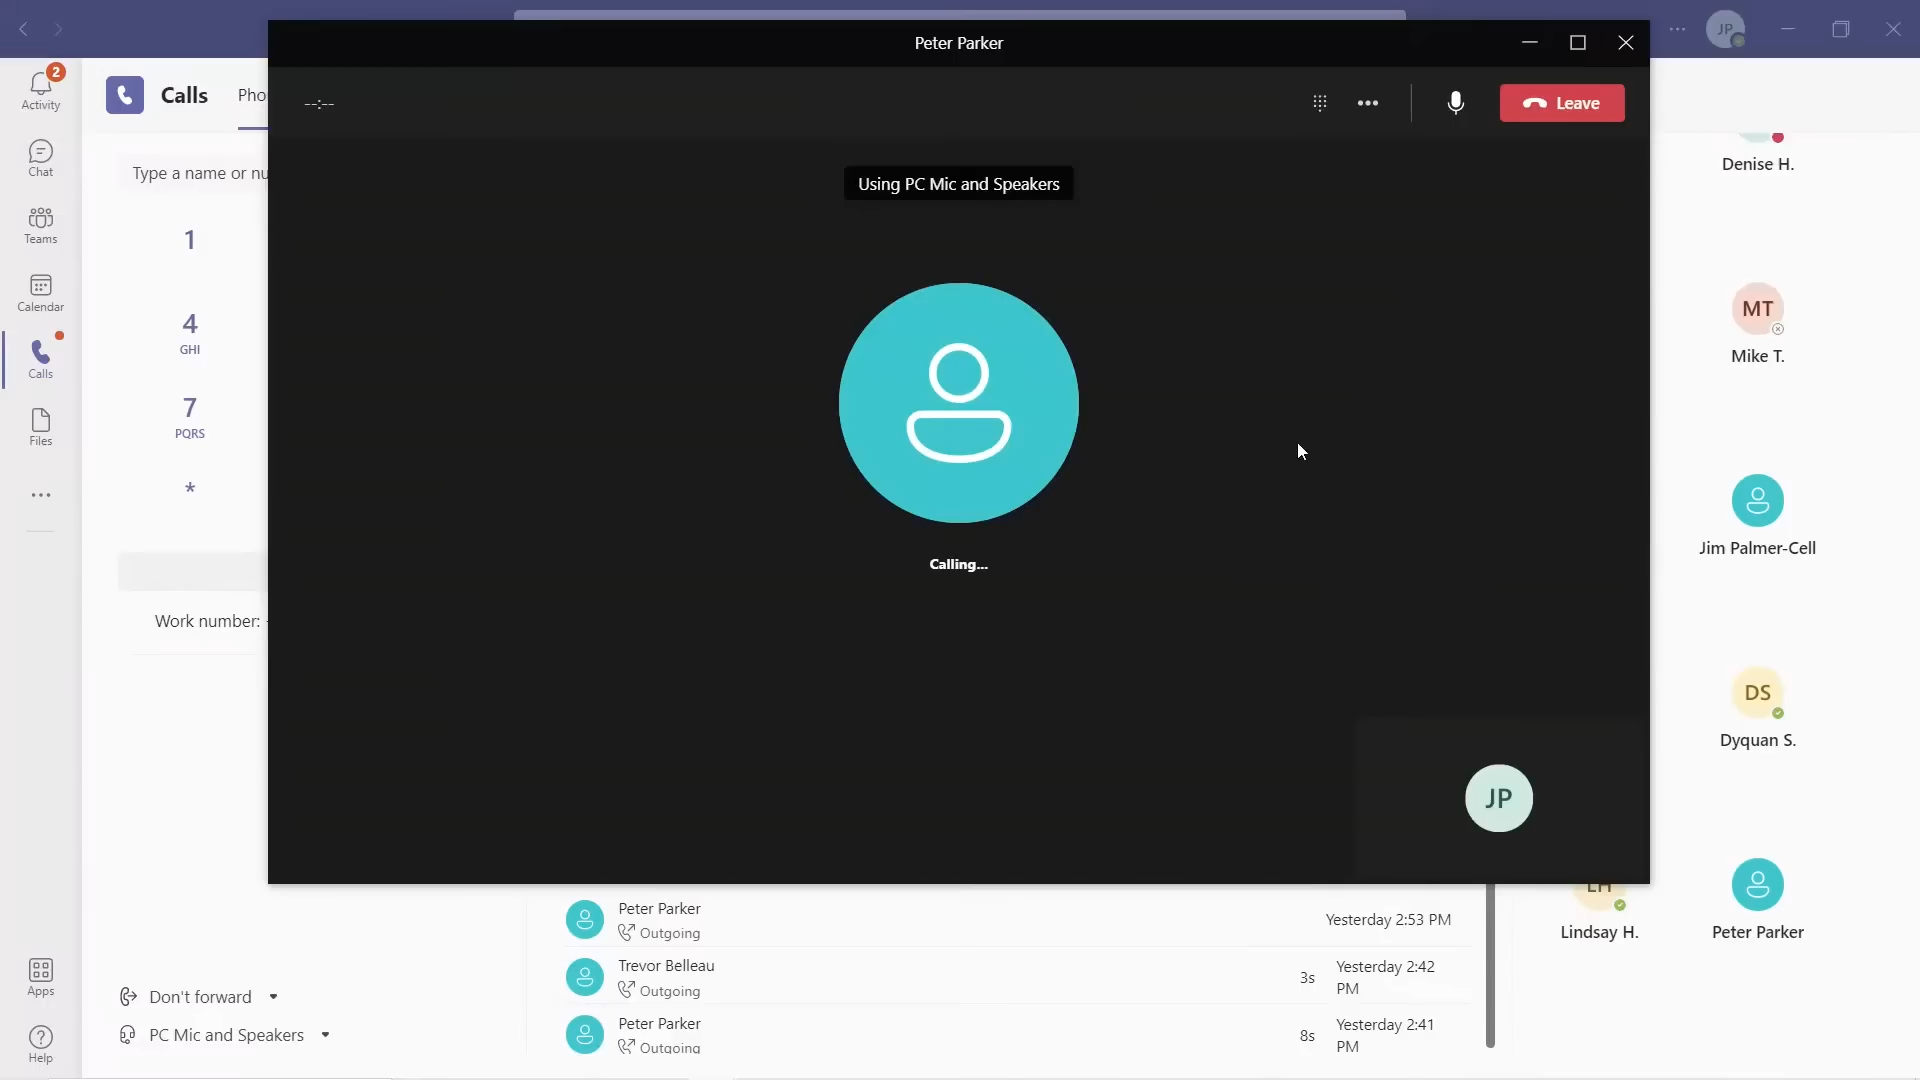 JP
Peter Parker
2
Activity
Calls
--:--
Leave
Chat
Type a name or
Using PC Mic and Speakers
Denise H.
Teams
1
Calendar
MT
Mike T.
4
GHI
Calls
7
PQRS
Files
*
Calling...
Jim Palmer-Cell
Work number:
DS
Dyquan S.
JP
Peter Parker
Outgoing
Yesterday 2:53 PM
Lindsay H.
Peter Parker
Trevor Belleau
Outgoing
3s
Yesterday 2:42
PM
Apps
Don't forward
Peter Parker
Outgoing
8s
Yesterday 2:41
PM
PC Mic and Speakers
Help